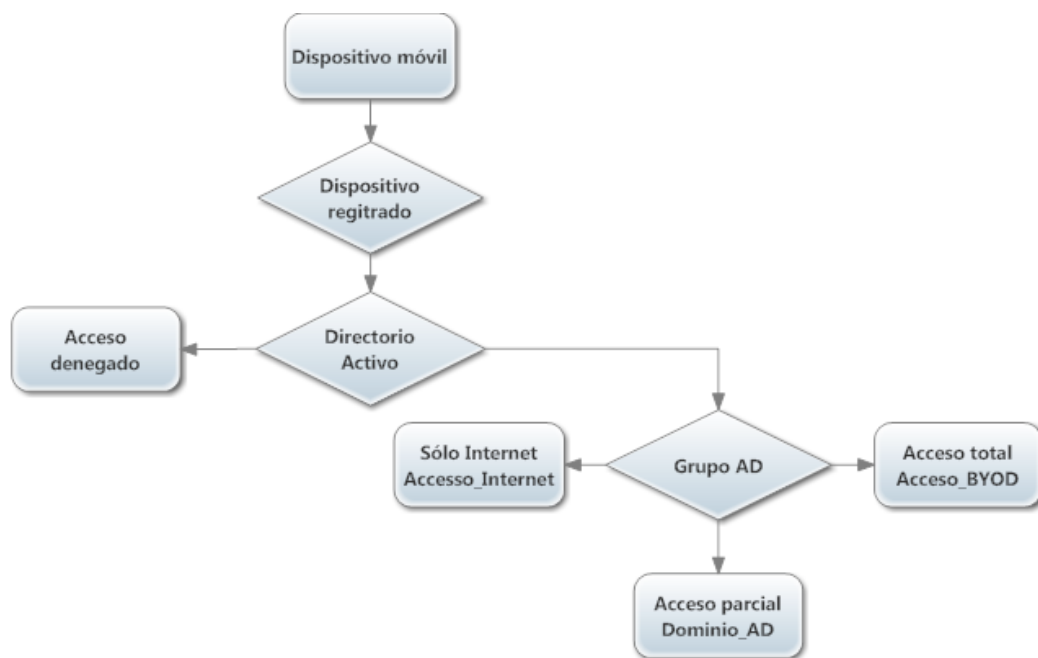 Dispositivo móvil
Dispositivo
regitrado
Directorio
Activo
Acceso
denegado
Grupo AD
Sólo Internet
Accesso_Internet
Acceso total
Acceso_BYOD
Acceso parcial
Dominio_AD